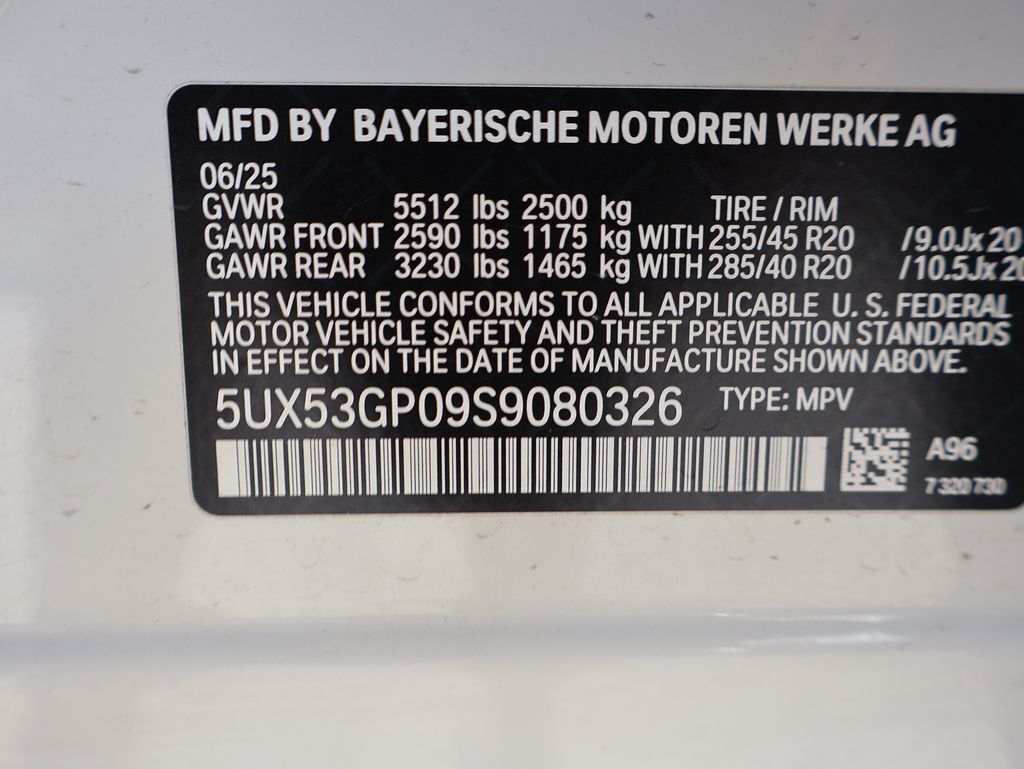 MFD BY BAYERISCHE MOTOREN WERKE AG
06/25
GVWR 5512 lbs 2500 kg TIRE / RIM
GAWR FRONT 2590 lbs 1175 kg WITH 255/45 R20 /9.0Jx20
GAWR REAR 3230 lbs 1465 kg WITH 285/40 R20 /10.5Jx20
THIS VEHICLE CONFORMS TO ALL APPLICABLE U. S. FEDERAL
MOTOR VEHICLE SAFETY AND THEFT PREVENTION STANDARDS
IN EFFECT ON THE DATE OF MANUFACTURE SHOWN ABOVE.
5UX53GP09S9080326 TYPE: MPV
A96
7 320 730